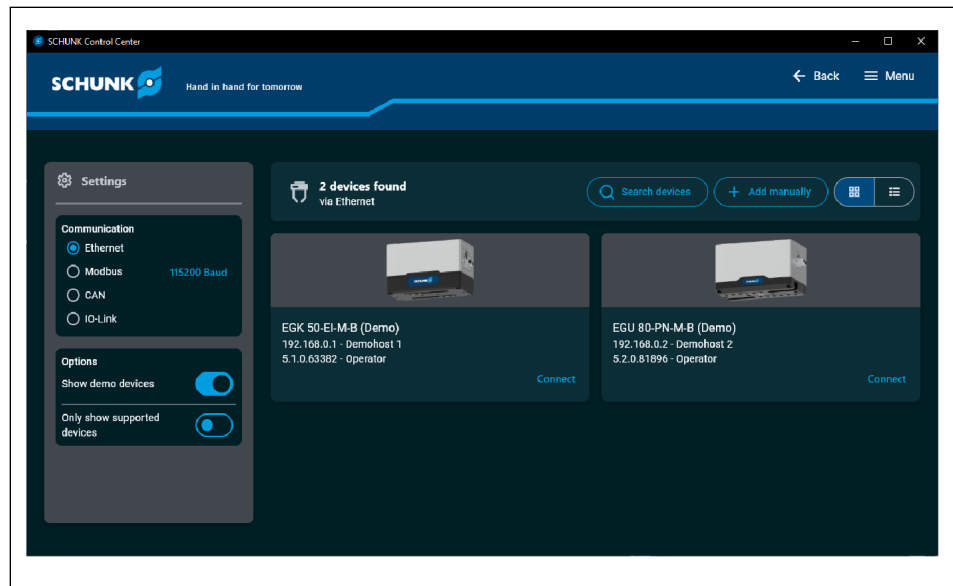 SCHUNK Control Center
SCHUNK
Hand in hand for tomorrow
Back
Menu
Settings
Communication
Ethernet
Modbus 115200 Baud
CAN
IO-Link
Options
Show demo devices
Only show supported
devices
2 devices found
via Ethernet
Search devices
Add manually
EGK 50-EI-M-B (Demo)
192.168.0.1 - Demohost 1
5.1.0.63382 - Operator
Connect
EGU 80-PN-M-B (Demo)
192.168.0.2 - Demohost 2
5.2.0.81896 - Operator
Connect